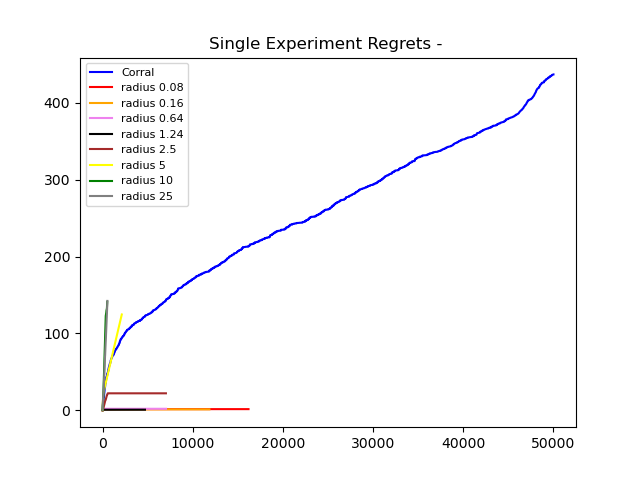 Single Experiment Regrets -
Corral
radius 0.08
radius 0.16
radius 0.64
radius 1.24
radius 2.5
radius 5
radius 10
radius 25
400
300
200
100
0
0 10000 20000 30000 40000 50000